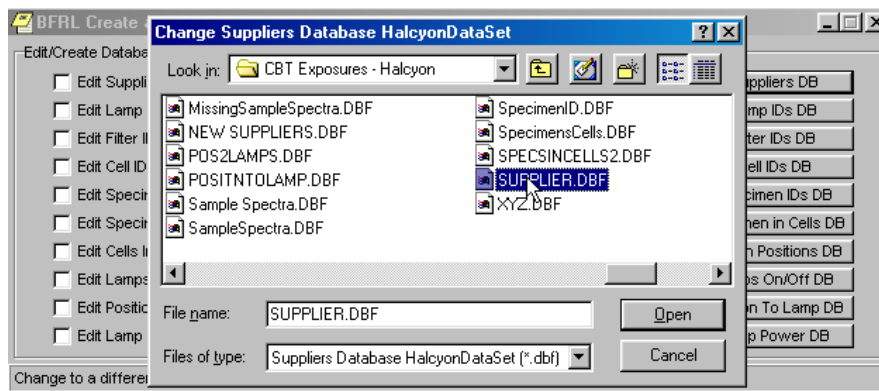 BFRL Create
Change Suppliers Database HalcyonDataSet
Edit/Create Databa
Look in: CBT Exposures - Halcyon
Edit Suppli
Edit Lamp
Edit Filter I
Edit Cell ID
Edit Specir
Edit Specir
Edit Cells I
Edit Lamps
Edit Positic
Edit Lamp
MissingSampleSpectra.DBF
NEW SUPPLIERS.DBF
POS2LAMPS.DBF
POSITNTOLAMP.DBF
Sample Spectra.DBF
SampleSpectra.DBF
SpecimenID.DBF
SpecimensCells.DBF
SPECSINCELLS2.DBF
SUPPLIER.DBF
XYZ.DBF
File name: SUPPLIER.DBF
Open
Files of type: Suppliers Database HalcyonDataSet (*.dbf)
Cancel
ppliers DB
mp IDs DB
ter IDs DB
ell IDs DB
cimen IDs DB
nen in Cells DB
n Positions DB
os On/Off DB
on To Lamp DB
p Power DB
Change to a differe